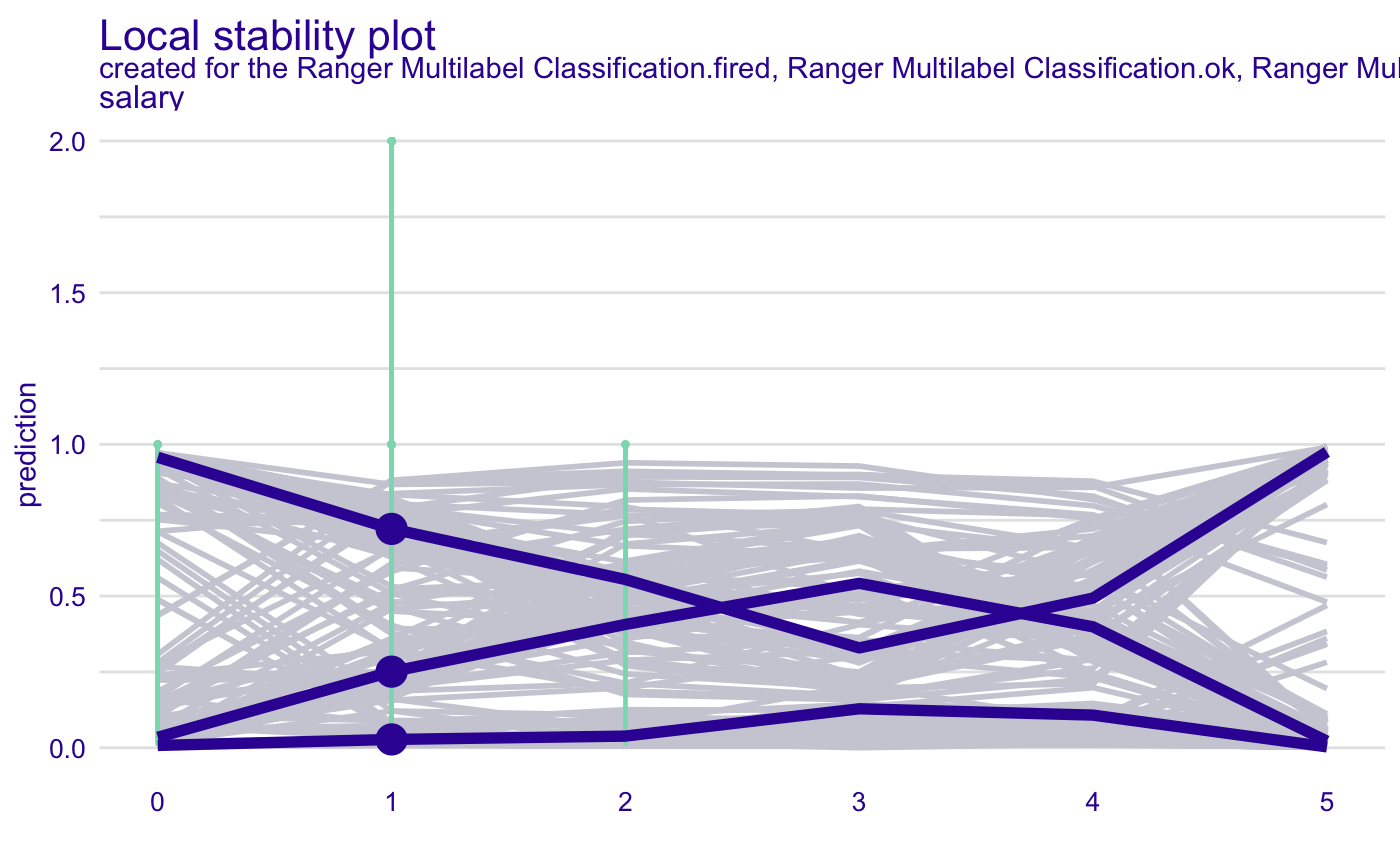 Local stability plot
created for the Ranger Multilabel Classification.fired, Ranger Multilabel Classification.ok, Ranger Mul
salary
prediction
2.0
1.5
1.0
0.5
0.0
0 1 2 3 4 5